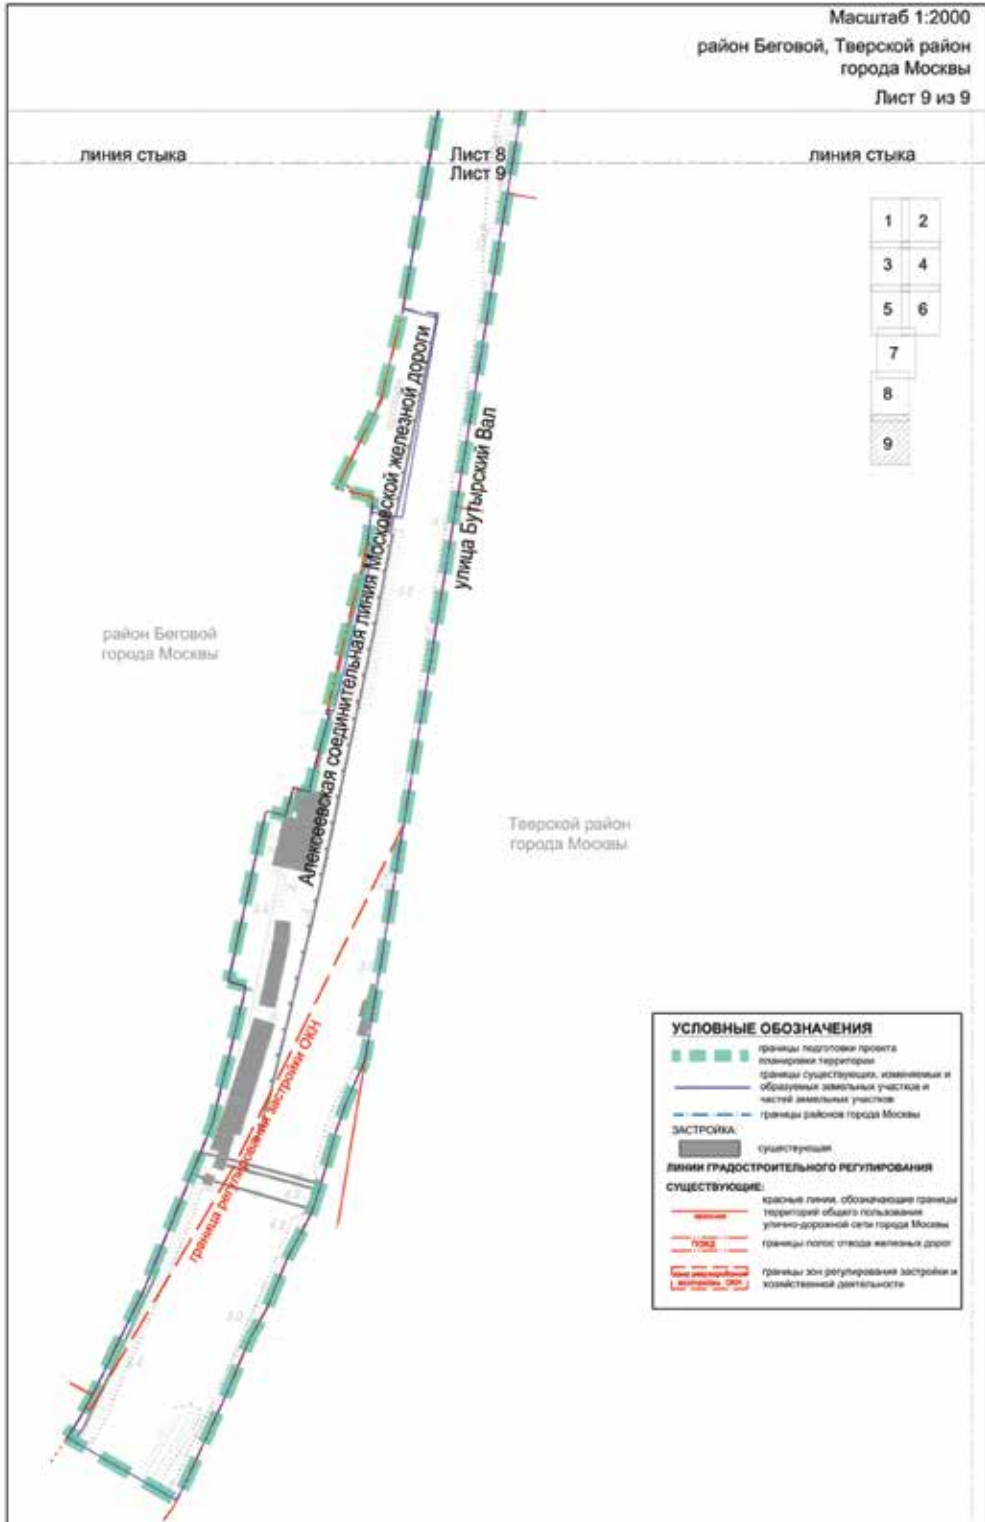 Масштаб 1:2000
район Беговой, Тверской район
города Москвы
Лист 9 из 9
линия стыка
Лист 8
линия стыка
Лист 9
1 2
3 4
5 6
7
8
9
Алексеевская соединительная линия Московской железной дороги
улица Бутырский Вал
район Беговой
города Москвы
Тверской район
города Москвы
граница регулирования застройки ОКН
УСЛОВНЫЕ ОБОЗНАЧЕНИЯ
границы подготовки проекта
планировки территории
границы существующих, изменяемых и
образуемых земельных участков и
частей земельных участков
границы районов города Москвы
ЗАСТРОЙКА:
существующая
ЛИНИИ ГРАДОСТРОИТЕЛЬНОГО РЕГУЛИРОВАНИЯ
СУЩЕСТВУЮЩИЕ:
красные линии, обозначающие границы
территорий общего пользования
улично-дорожной сети города Москвы
ПОЖД
границы полос отвода железных дорог
границы зон регулирования застройки и
хозяйственной деятельности